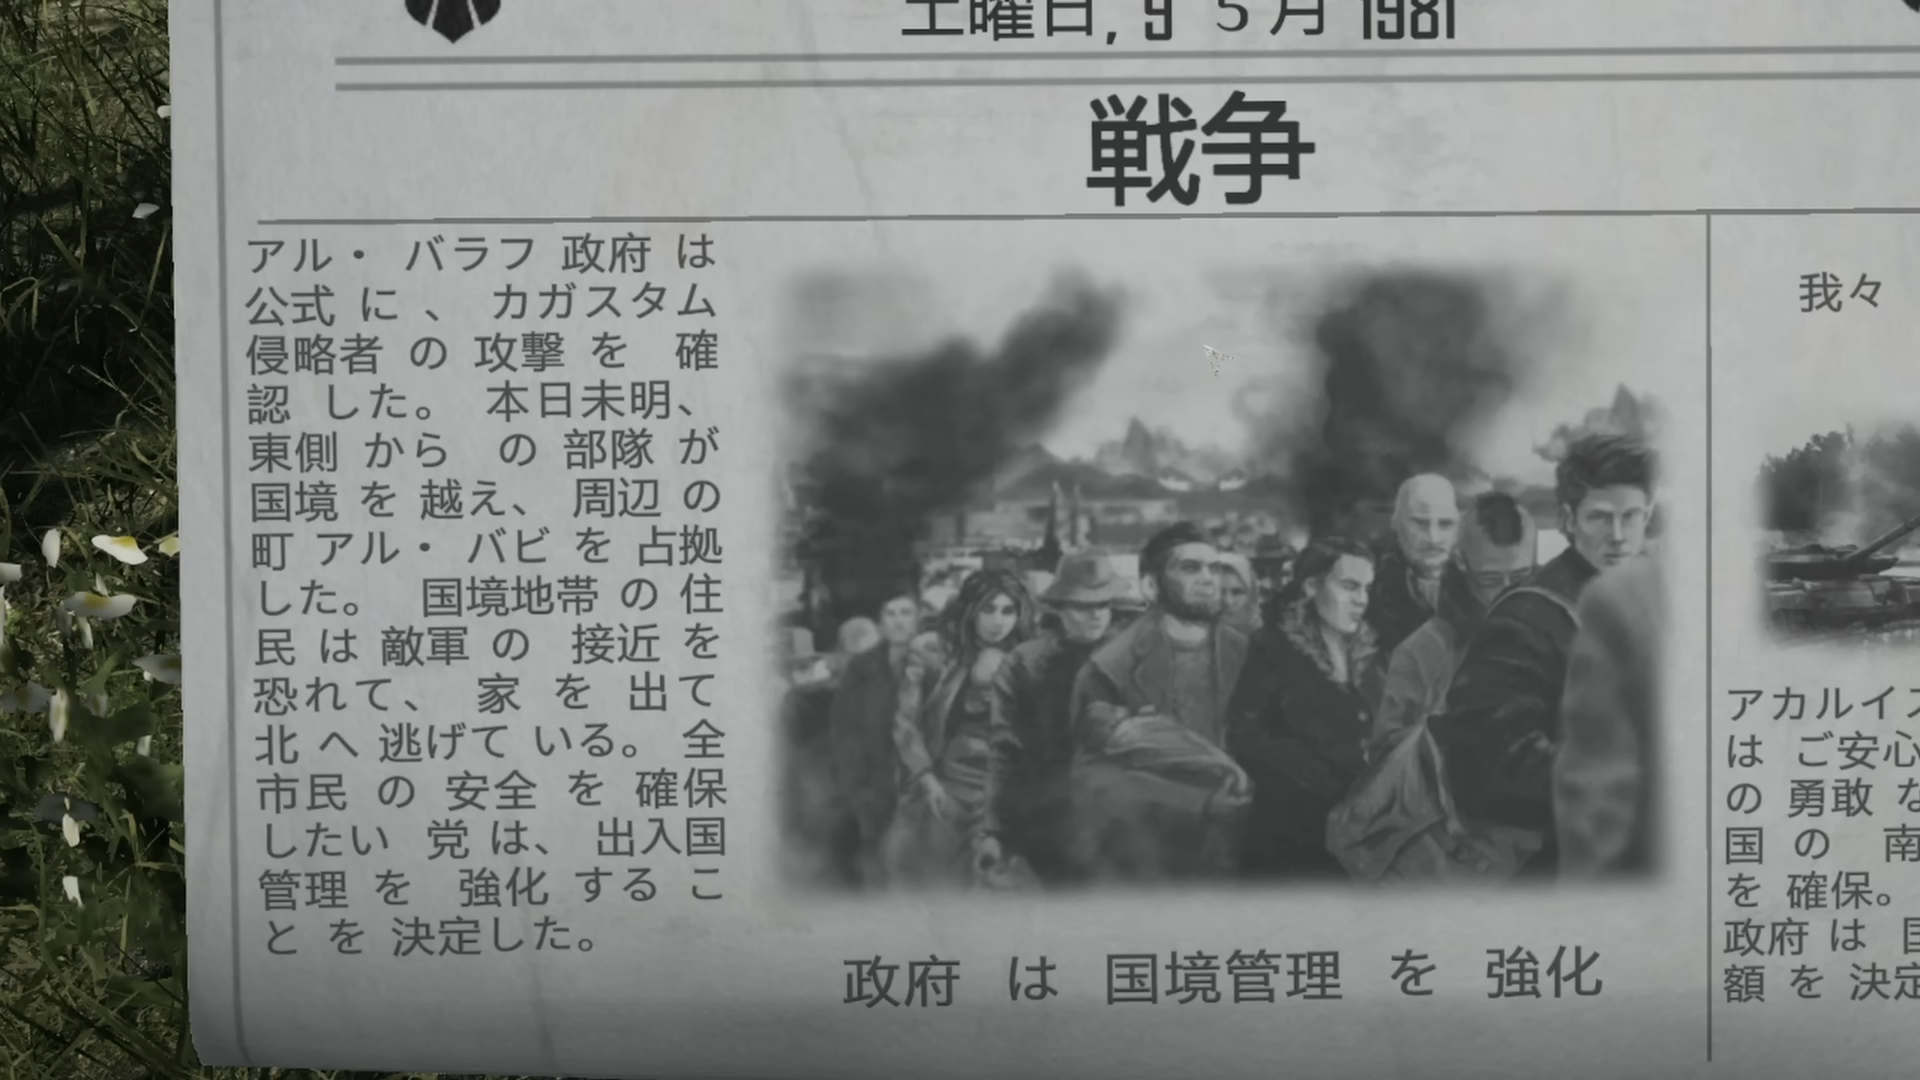 土曜日, 9 5 月 1981
戦争
アル・ バラフ 政府 は
公式 に 、 カガスタム
侵略者 の 攻撃 を 確
認 した。 本日未明、
東側 から の 部隊 が
国境 を 越え、 周辺 の
町 アル・ バビ を 占拠
した。 国境地帯 の 住
民 は 敵軍 の 接近 を
恐れて、 家 を 出て
北 へ 逃げて いる。 全
市民 の 安全 を 確保
したい 党 は、 出入国
管理 を 強化 する こ
と を 決定した。
政府 は 国境管理 を 強化
我々
アカルイス
は ご安心
の 勇敢 な
国 の 南
を 確保。
政府 は 国
額 を 決定